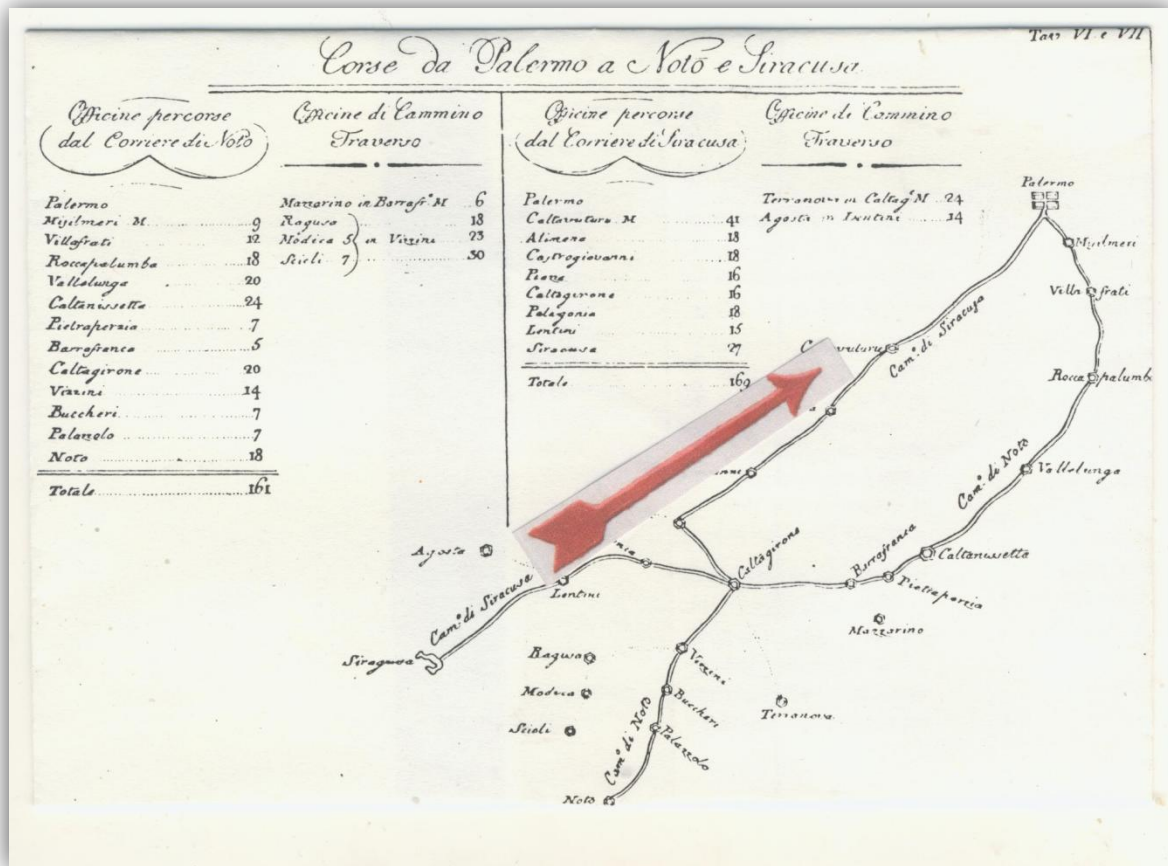 Tav. VI e VII
Corse da Palermo a Noto e Siracusa
Officine percorse
dal Corriere di Noto
Palermo
Misilmeri M. 9
Villafrati 12
Roccapalumba 18
Vallelunga 20
Caltanissetta 24
Pietraperzia 7
Barrafranca 5
Caltagirone 20
Vizzini 14
Buccheri 7
Palazzolo 7
Noto 18
Totale 161
Officine di Cammino
Traverso
Mazzarino in Barrafr.ª M. 6
Ragusa 18
Modica 5 in Vizzini 23
Scicli 7 30
Officine percorse
dal Corriere di Siracusa
Palermo
Caltavuturo M. 41
Alimena 18
Castrogiovanni 18
Piazza 16
Caltagirone 16
Palagonia 18
Lentini 15
Siracusa 27
Totale 169
Officine di Cammino
Traverso
Terranova in Caltag.e M. 24
Agosta in Lentini 14
Palermo
Misilmeri
Villafrati
Cam.º di Siracusa
Roccapalumb
Vallelunga
Cam.º di Noto
Caltanissetta
Barrafranca
Pietraperzia
Mazzarino
Caltagirone
Agosta
Lentini
Cam.º di Siracusa
Siragusa
Ragusa
Vizzini
Modica
Buccheri
Terranova
Scicli
Palazzolo
Cam.º di Noto
Noto